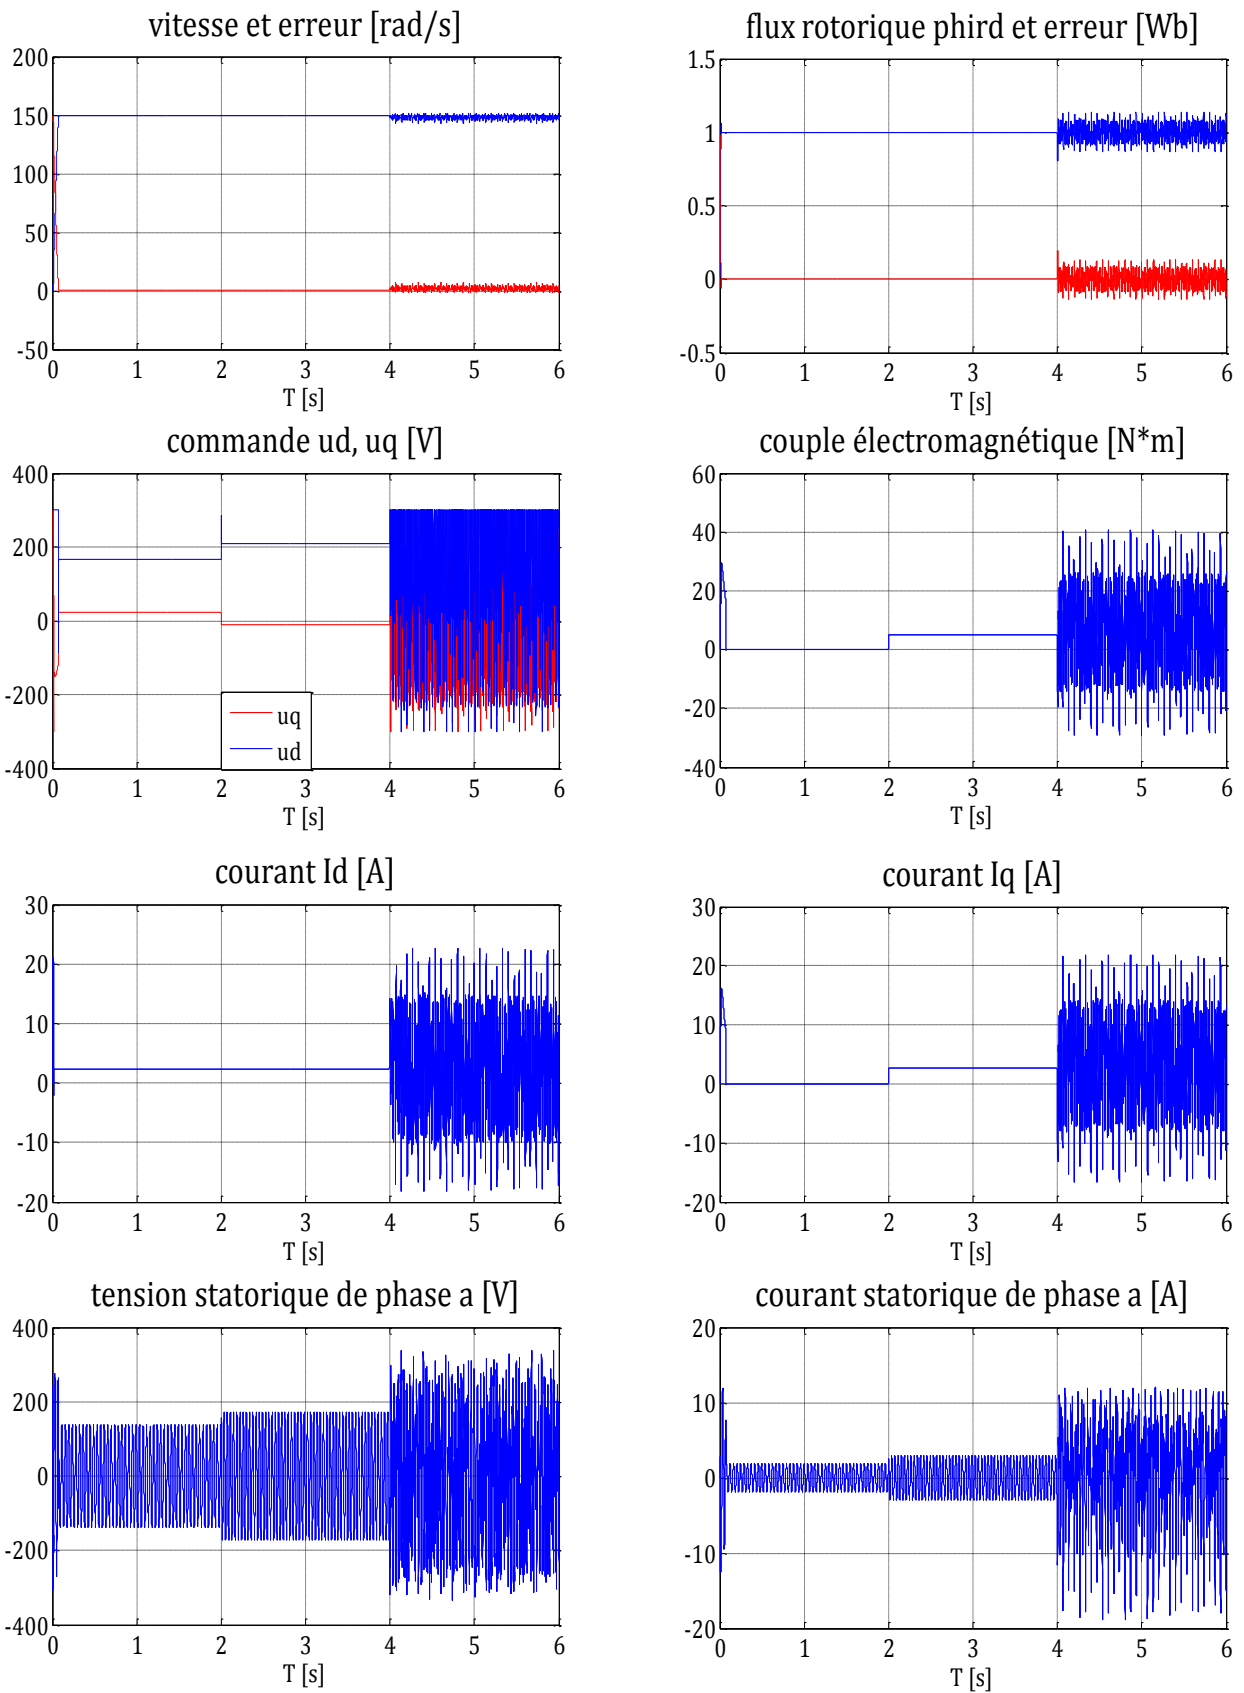 vitesse et erreur [rad/s]
200
150
100
50
0
-50
0 1 2 3 4 5 6
T [s]
flux rotorique phird et erreur [Wb]
1.5
1
0.5
0
-0.5
0 1 2 3 4 5 6
T [s]
commande ud, uq [V]
400
200
0
-200
-400
uq
ud
0 1 2 3 4 5 6
T [s]
couple électromagnétique [N*m]
60
40
20
0
-20
-40
0 1 2 3 4 5 6
T [s]
courant Id [A]
30
20
10
0
-10
-20
0 1 2 3 4 5 6
T [s]
courant Iq [A]
30
20
10
0
-10
-20
0 1 2 3 4 5 6
T [s]
tension statorique de phase a [V]
400
200
0
-200
-400
0 1 2 3 4 5 6
T [s]
courant statorique de phase a [A]
20
10
0
-10
-20
0 1 2 3 4 5 6
T [s]